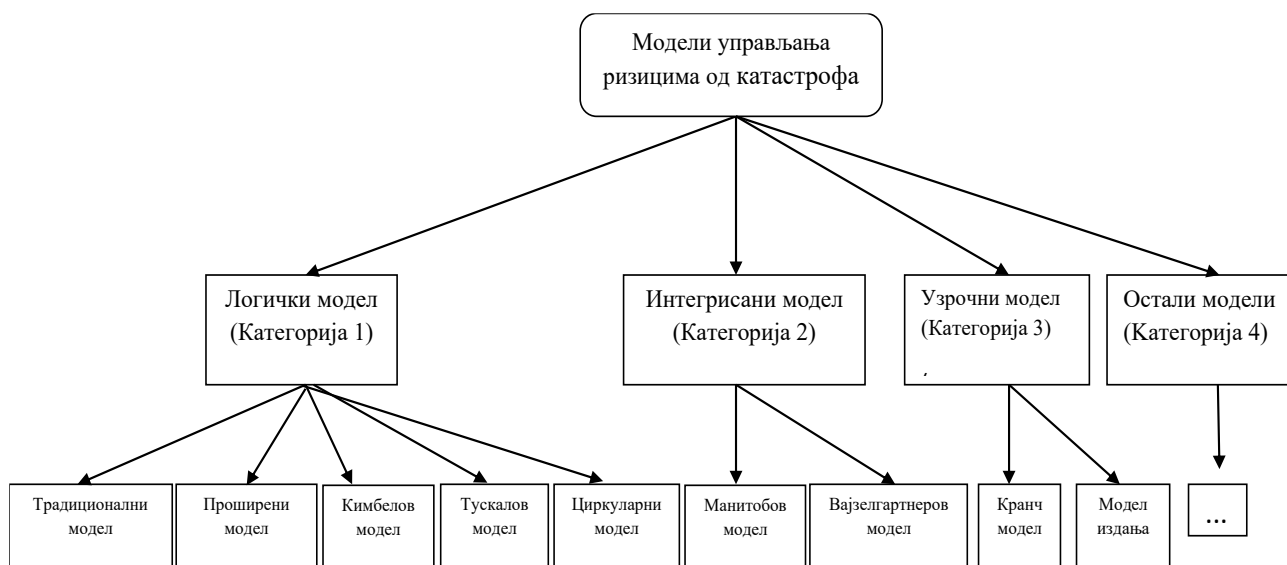 Модели управљања
ризицима од катастрофа
Логички модел
(Категорија 1)
Интегрисани модел
(Категорија 2)
Узрочни модел
(Категорија 3)
.
Остали модели
(Категорија 4)
Традиционални
модел
Проширени
модел
Кимбелов
модел
Тускалов
модел
Циркуларни
модел
Манитобов
модел
Вајзелгартнеров
модел
Кранч
модел
Модел
издања
...